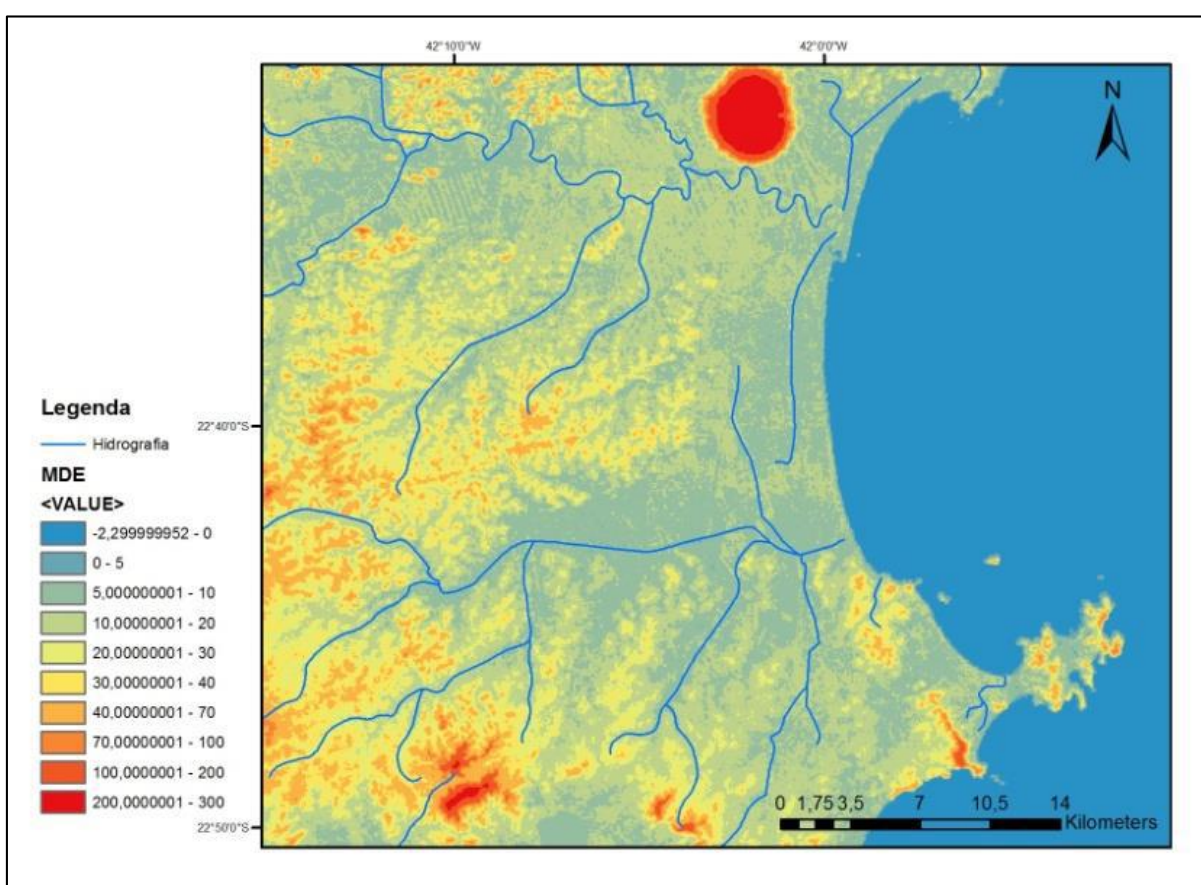 42°10'0"W
42°0'0"W
N
22°40'0"S
22°50'0"S
Legenda
Hidrografia
MDE
<VALUE>
-2,299999952 - 0
0 - 5
5,000000001 - 10
10,00000001 - 20
20,00000001 - 30
30,00000001 - 40
40,00000001 - 70
70,00000001 - 100
100,0000001 - 200
200,0000001 - 300
0 1,75 3,5 7 10,5 14
Kilometers